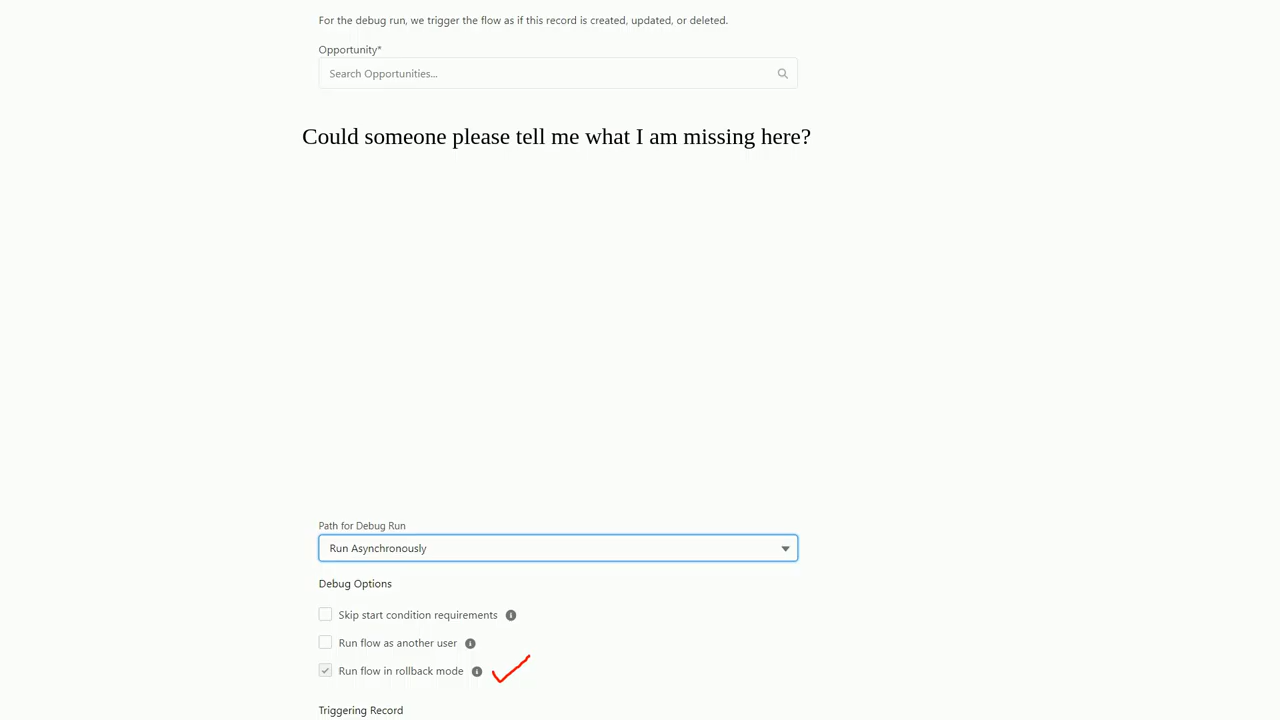 For the debug run, we trigger the flow as if this record is created, updated, or deleted.
Opportunity*
Search Opportunities...
Could someone please tell me what I am missing here?
Path for Debug Run
Run Asynchronously
Debug Options
Skip start condition requirements
Run flow as another user
Run flow in rollback mode
Triggering Record